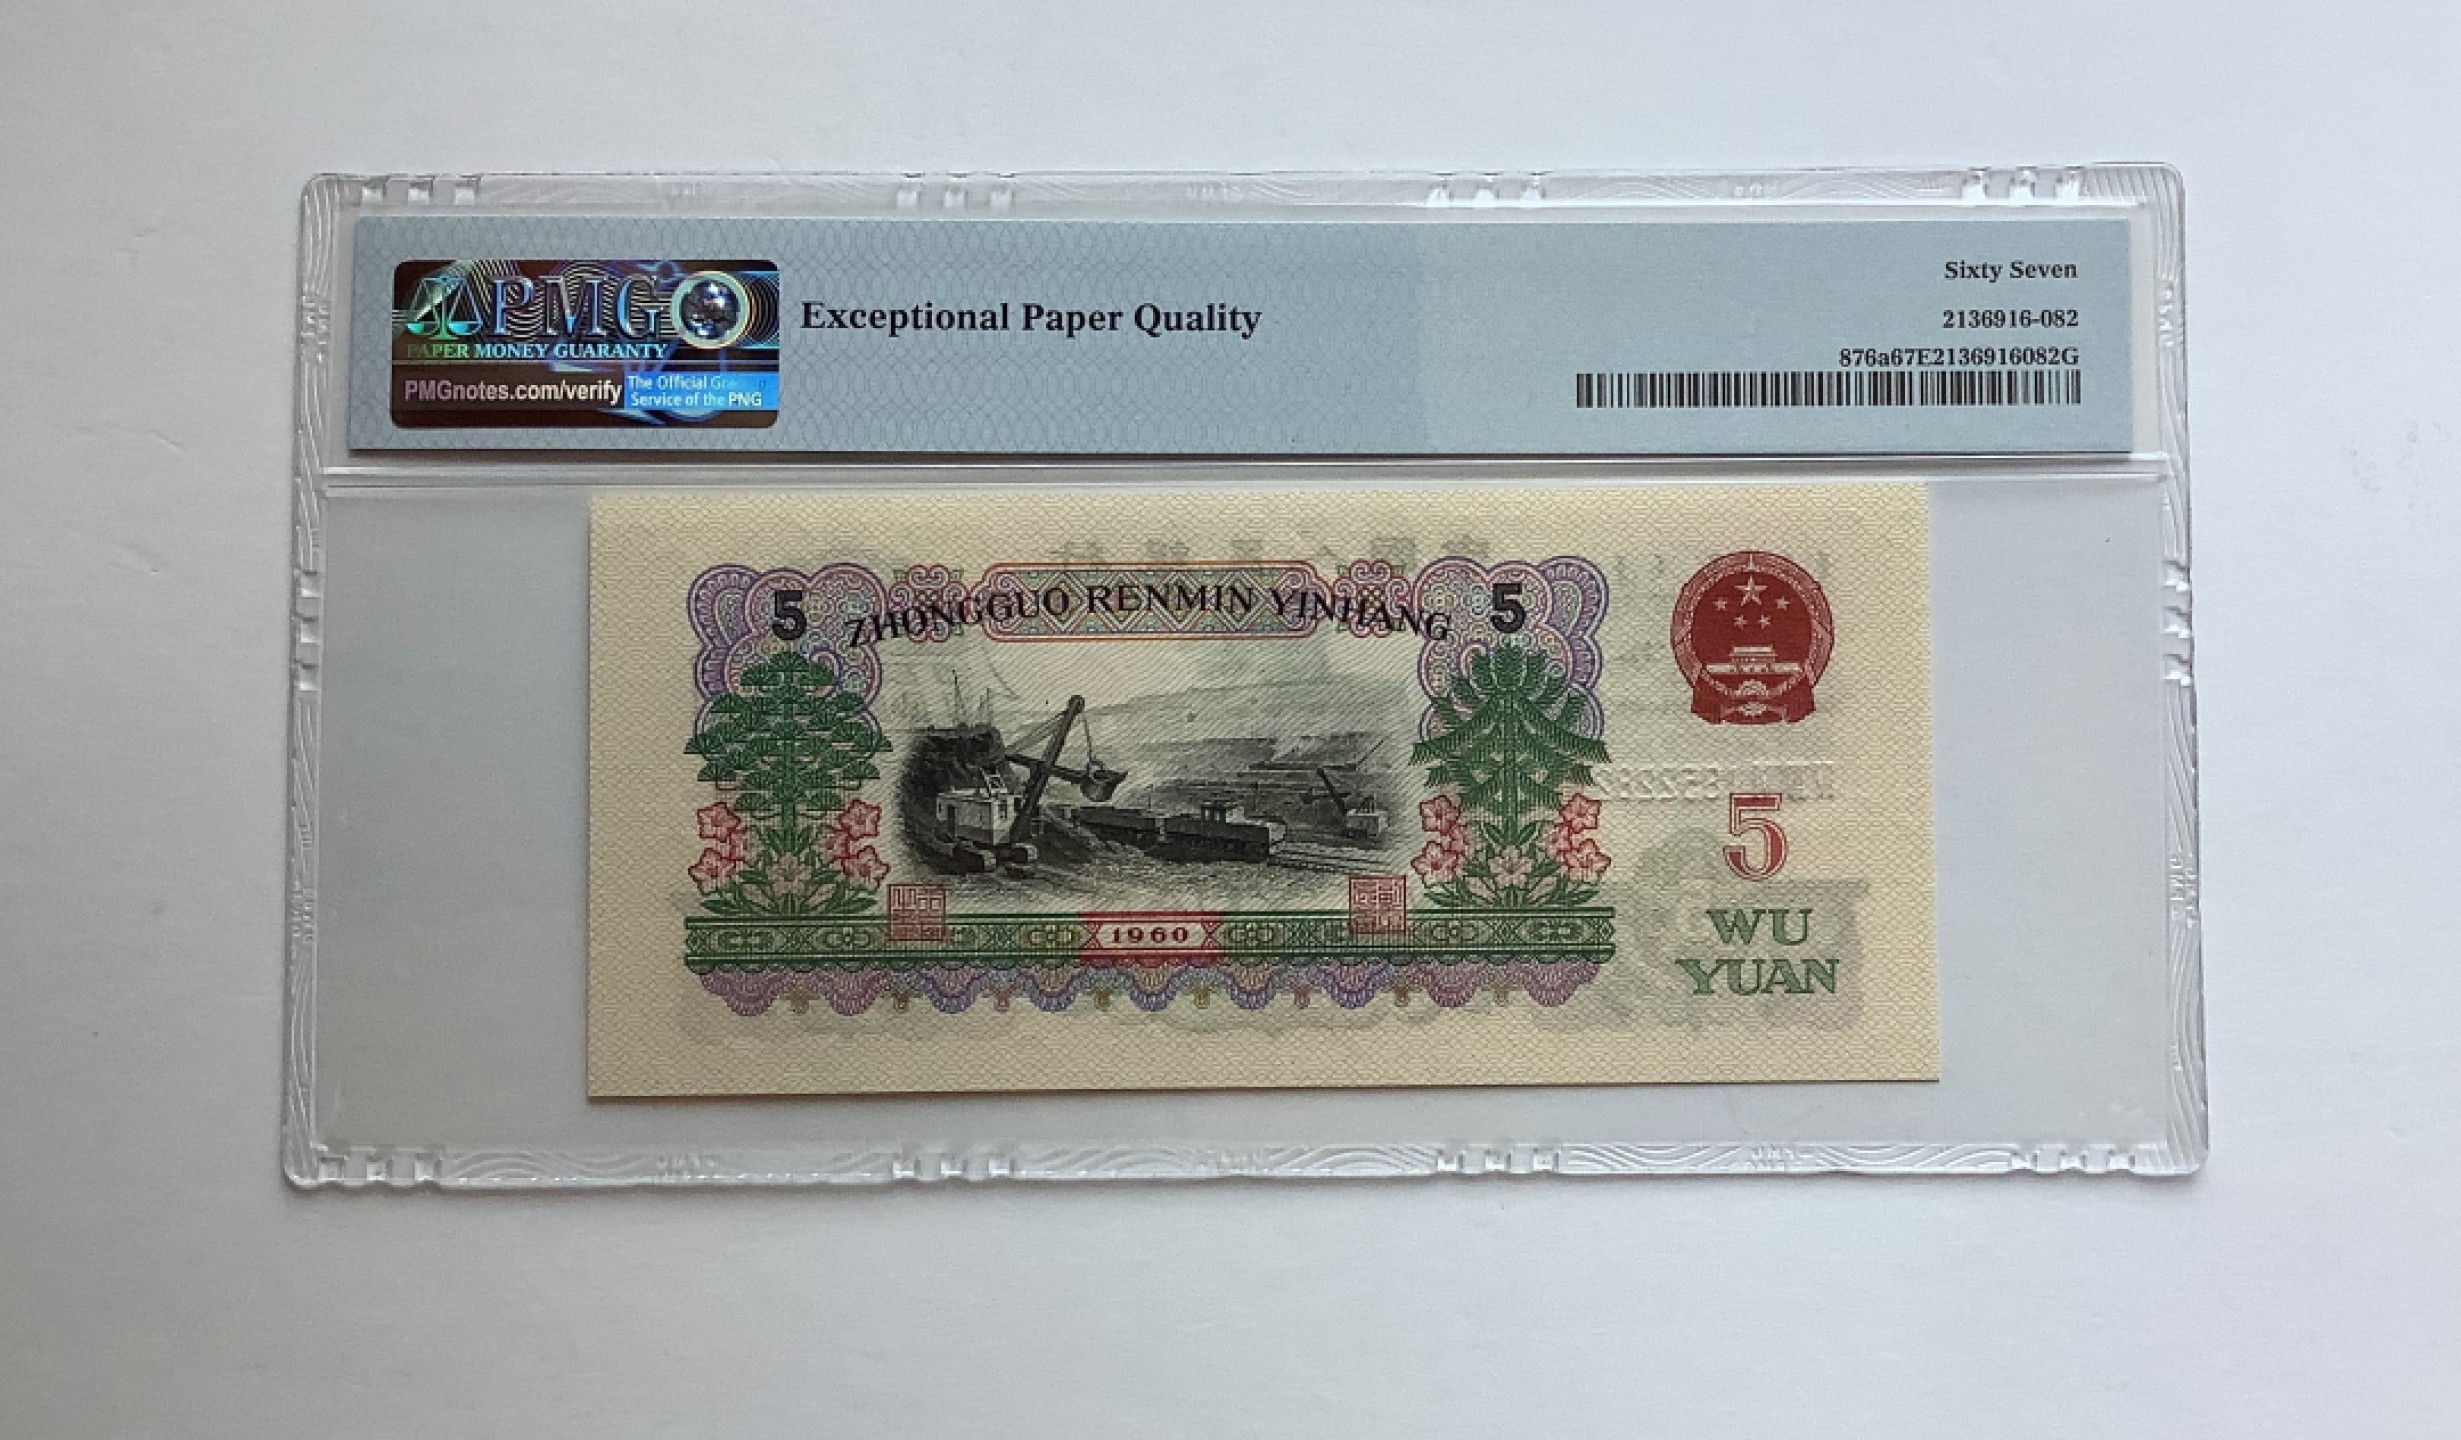 PMG
PAPER MONEY GUARANTY
PMGnotes.com/verify
The Official
Service of the PNG
Exceptional Paper Quality
Sixty Seven
2136916-082
876a67E2136916082G
5
ZHONGGUO RENMIN YINHANG
5
5
WU
YUAN
1960